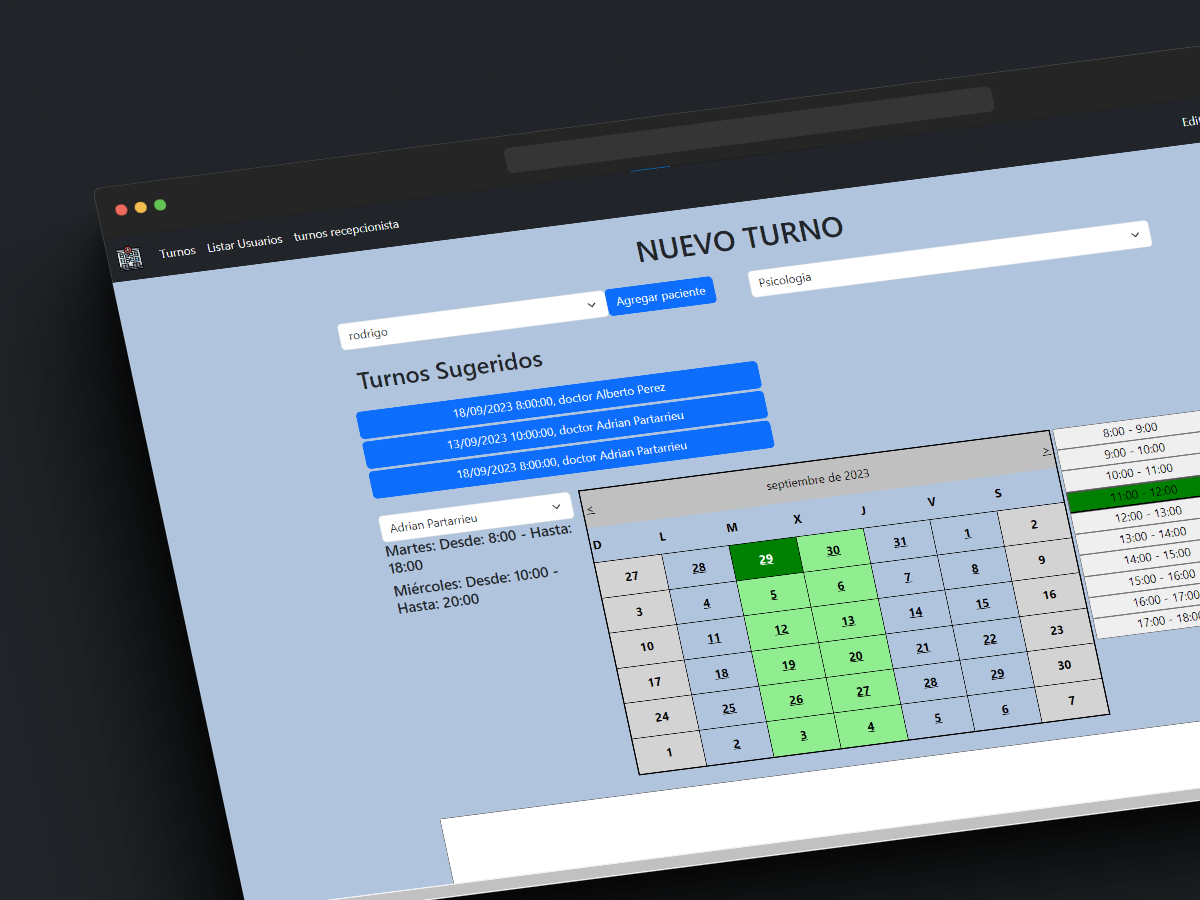 Edi
Turnos Listar Usuarios turnos recepcionista
NUEVO TURNO
rodrigo
Agregar paciente
Psicologia
Turnos Sugeridos
18/09/2023 8:00:00, doctor Alberto Perez
13/09/2023 10:00:00, doctor Adrian Partarrieu
18/09/2023 8:00:00, doctor Adrian Partarrieu
Adrian Partarrieu
Martes: Desde: 8:00 - Hasta:
18:00
Miércoles: Desde: 10:00 -
Hasta: 20:00
< septiembre de 2023 >
D L M X J V S
27 28 29 30 31 1 2
3 4 5 6 7 8 9
10 11 12 13 14 15 16
17 18 19 20 21 22 23
24 25 26 27 28 29 30
1 2 3 4 5 6 7
8:00 - 9:00
9:00 - 10:00
10:00 - 11:00
11:00 - 12:00
12:00 - 13:00
13:00 - 14:00
14:00 - 15:00
15:00 - 16:00
16:00 - 17:00
17:00 - 18:00